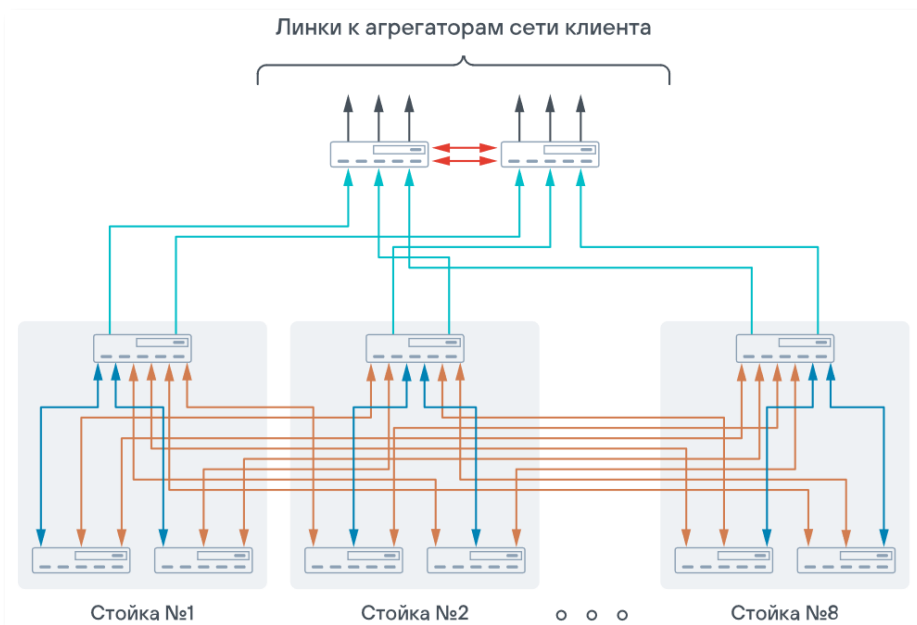 Линки к агрегаторам сети клиента
Стойка №1
Стойка №2
Стойка №8